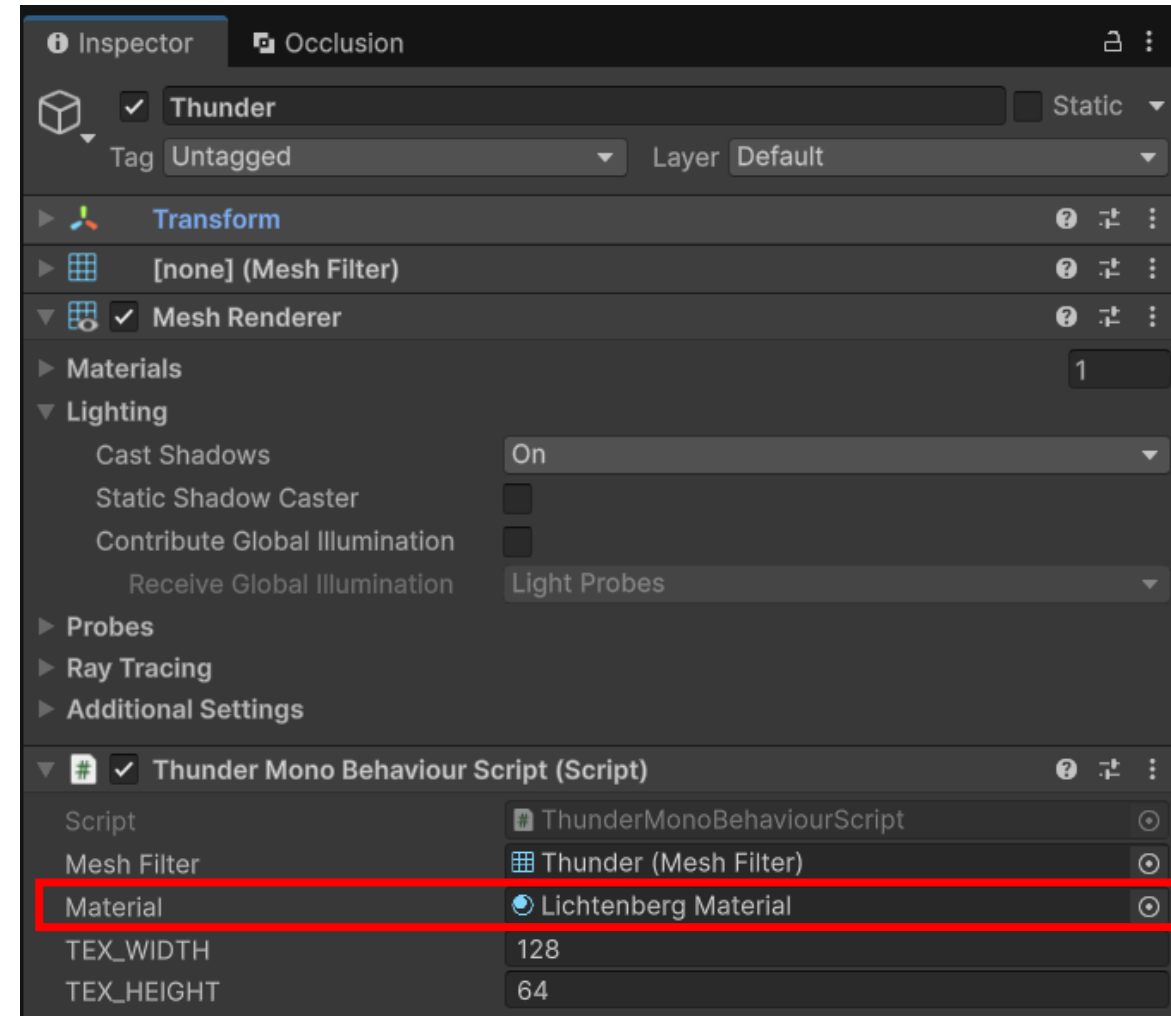 Inspector Occlusion
Thunder Static
Tag Untagged Layer Default
Transform
[none] (Mesh Filter)
Mesh Renderer
Materials 1
Lighting
Cast Shadows On
Static Shadow Caster
Contribute Global Illumination
Receive Global Illumination Light Probes
Probes
Ray Tracing
Additional Settings
# Thunder Mono Behaviour Script (Script)
Script # ThunderMonoBehaviourScript
Mesh Filter Thunder (Mesh Filter)
Material Lichtenberg Material
TEX_WIDTH 128
TEX_HEIGHT 64